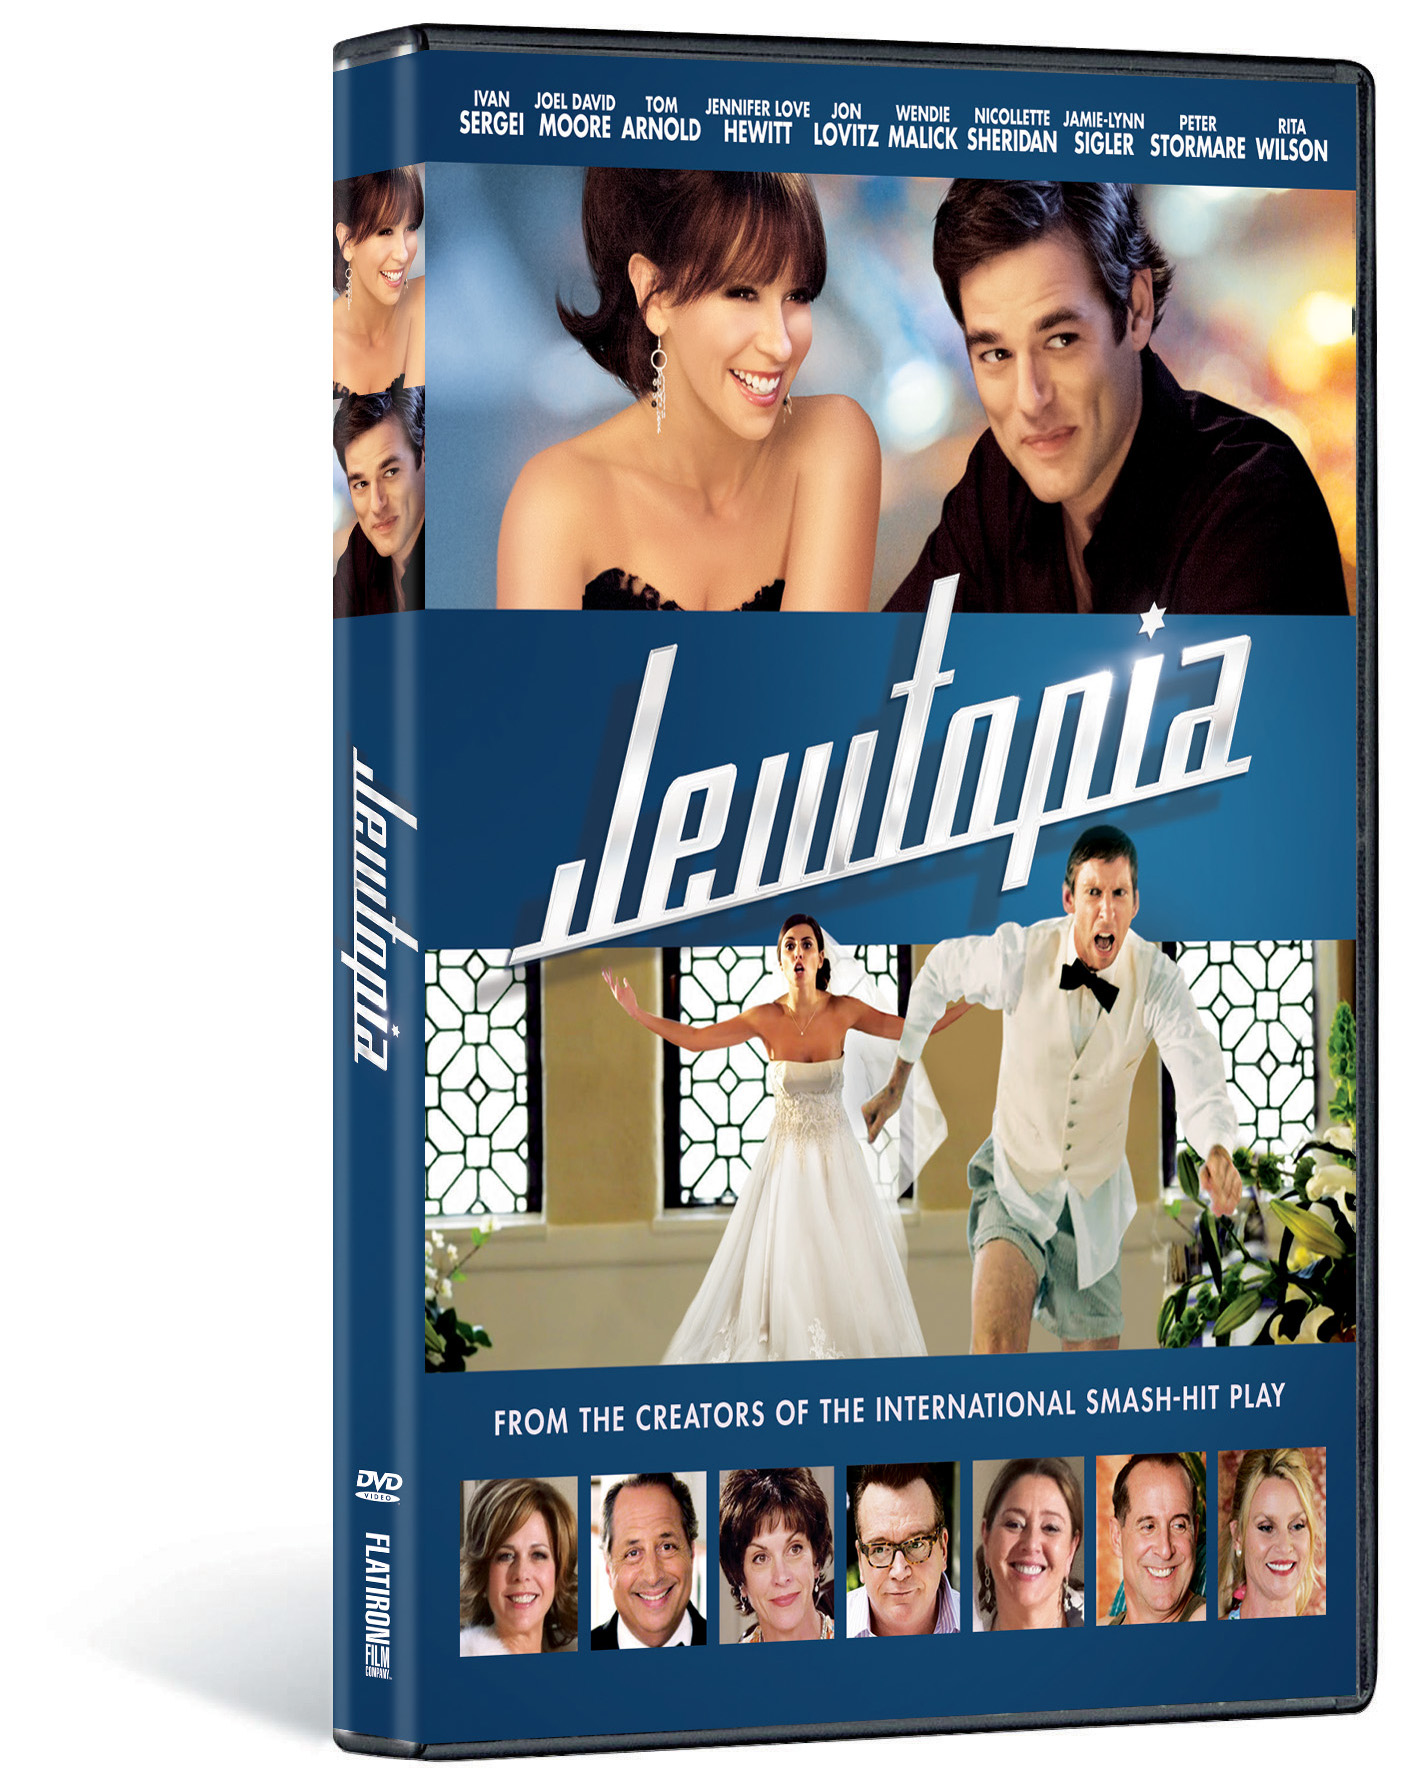 IVAN SERGEI
JOEL DAVID MOORE
TOM ARNOLD
JENNIFER LOVE HEWITT
JON LOVITZ
WENDIE MALICK
NICOLLETTE SHERIDAN
JAMIE-LYNN SIGLER
PETER STORMARE
RITA WILSON
Jewtopia
FROM THE CREATORS OF THE INTERNATIONAL SMASH-HIT PLAY
Jewtopia
DVD
VIDEO
FLATIRON
FILM
COMPANY